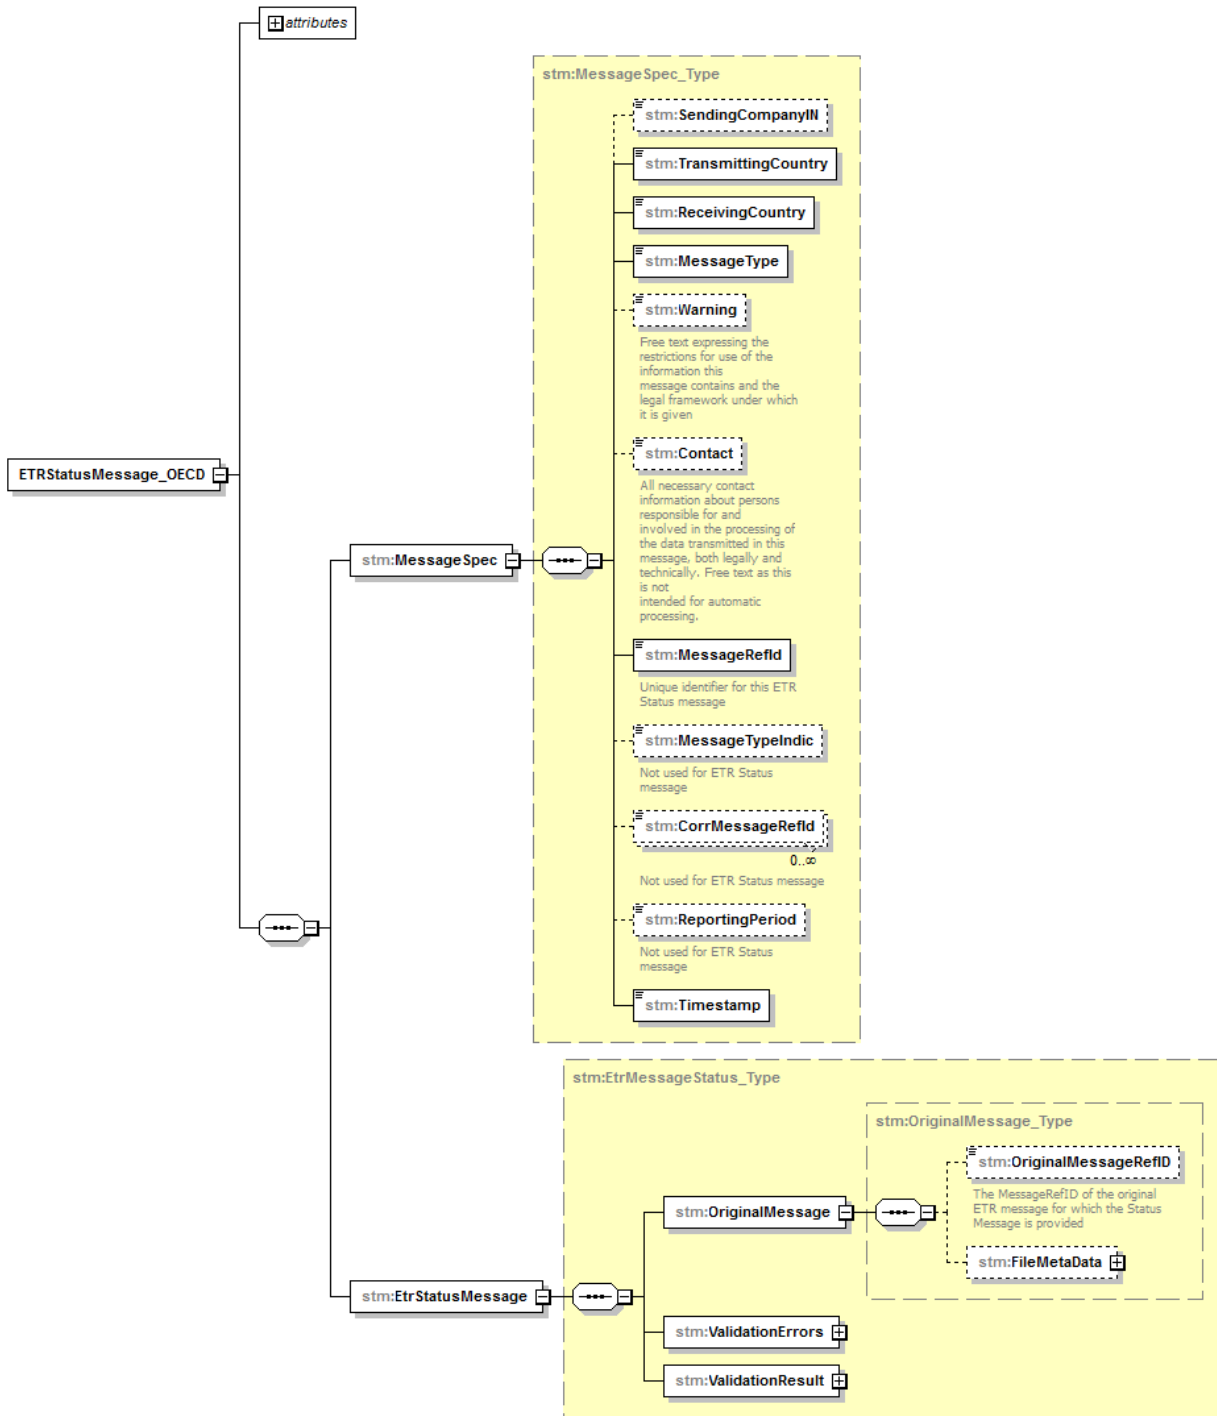 attributes
stm:MessageSpec_Type
stm:SendingCompanyIN
stm:TransmittingCountry
stm:ReceivingCountry
stm:MessageType
stm:Warning
Free text expressing the
restrictions for use of the
information this
message contains and the
legal framework under which
it is given
stm:Contact
All necessary contact
information about persons
responsible for and
involved in the processing of
the data transmitted in this
message, both legally and
technically. Free text as this
is not
intended for automatic
processing.
ETRStatusMessage_OECD
stm:MessageSpec
stm:MessageRefId
Unique identifier for this ETR
Status message
stm:MessageTypeIndic
Not used for ETR Status
message
stm:CorrMessageRefId
0..∞
Not used for ETR Status message
stm:ReportingPeriod
Not used for ETR Status
message
stm:Timestamp
stm:EtrMessageStatus_Type
stm:OriginalMessage_Type
stm:OriginalMessageRefID
The MessageRefID of the original
ETR message for which the Status
Message is provided
stm:OriginalMessage
stm:FileMetaData
stm:EtrStatusMessage
stm:ValidationErrors
stm:ValidationResult